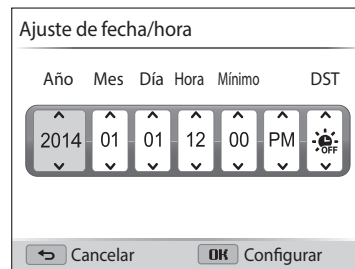 Ajuste de fecha/hora
Año Mes Día Hora Mínimo DST
2014 01 01 12 00 PM OFF
Cancelar OK Configurar